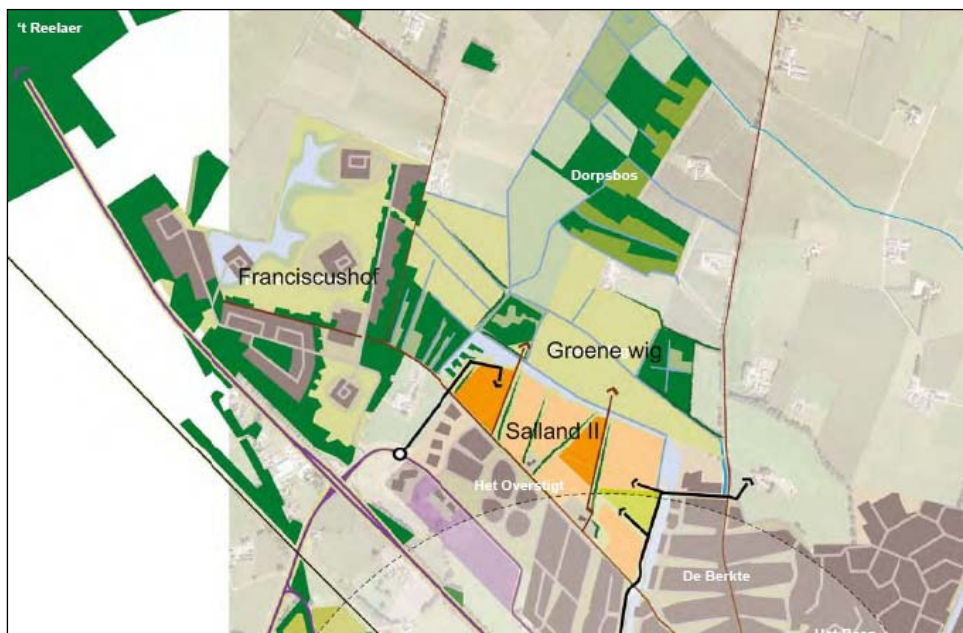 't Reelaer
Dorpsbos
Franciscushof
Groene wig
Salland II
Het Overstigt
De Berkte